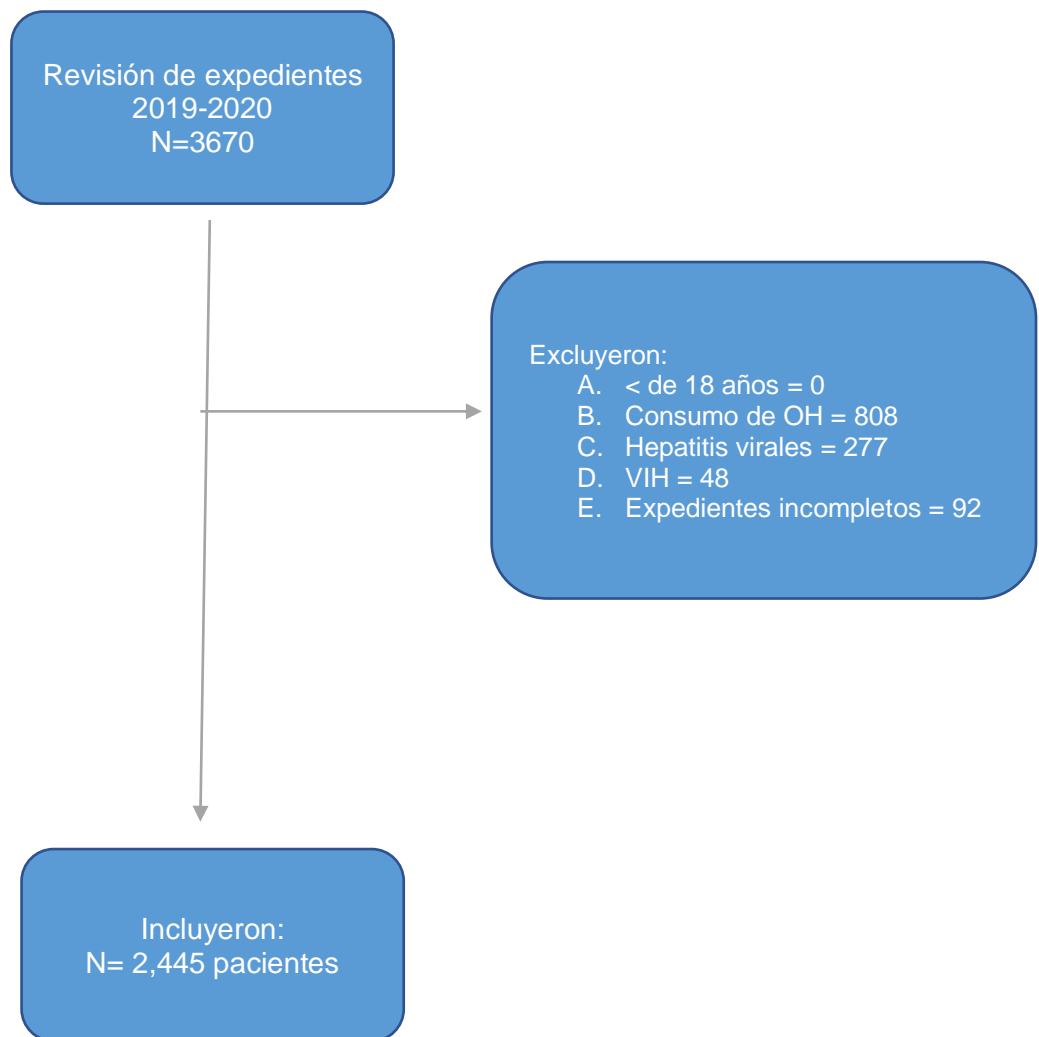 Revisión de expedientes
2019-2020
N=3670
Excluyeron:
A. < de 18 años = 0
B. Consumo de OH = 808
C. Hepatitis virales = 277
D. VIH = 48
E. Expedientes incompletos = 92
Incluyeron:
N= 2,445 pacientes